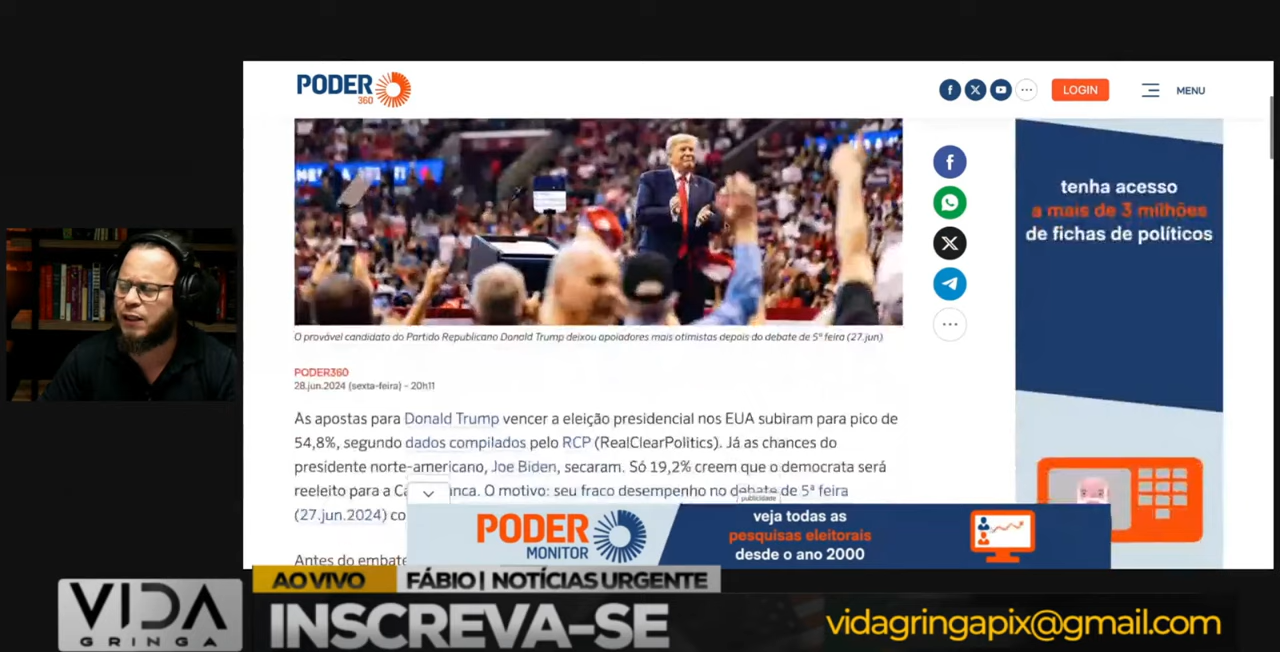 PODER
360
LOGIN
MENU
tenha acesso
a mais de 3 milhões
de fichas de políticos
O provável candidato do Partido Republicano Donald Trump deixou apoiadores mais otimistas depois do debate de 5ª feira (27.jun)
PODER360
28.jun.2024 (sexta-feira) - 20h11
As apostas para Donald Trump vencer a eleição presidencial nos EUA subiram para pico de
54,8%, segundo dados compilados pelo RCP (RealClearPolitics). Já as chances do
presidente norte-americano, Joe Biden, secaram. Só 19,2% creem que o democrata será
reeleito para a Ca anca. O motivo: seu fraco desempenho no debate de 5ª feira
(27.jun.2024) co
Antes do embate
publicidade
PODER
MONITOR
veja todas as
pesquisas eleitorais
desde o ano 2000
AO VIVO
FÁBIO | NOTÍCIAS URGENTE
VIDA
GRINGA
INSCREVA-SE
vidagringapix@gmail.com